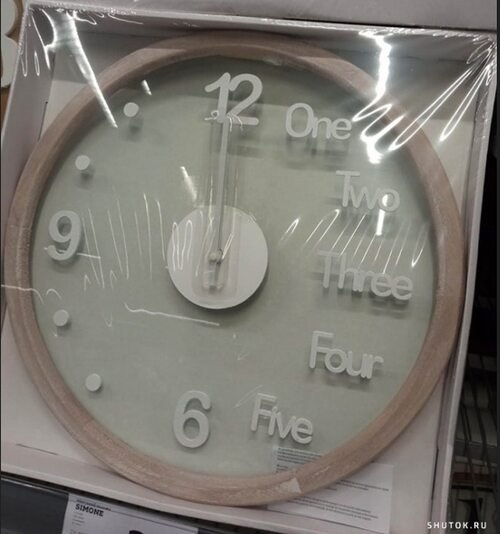 12
One
Two
9
Three
Four
6
Five
SIMONE
SHUTOK.RU